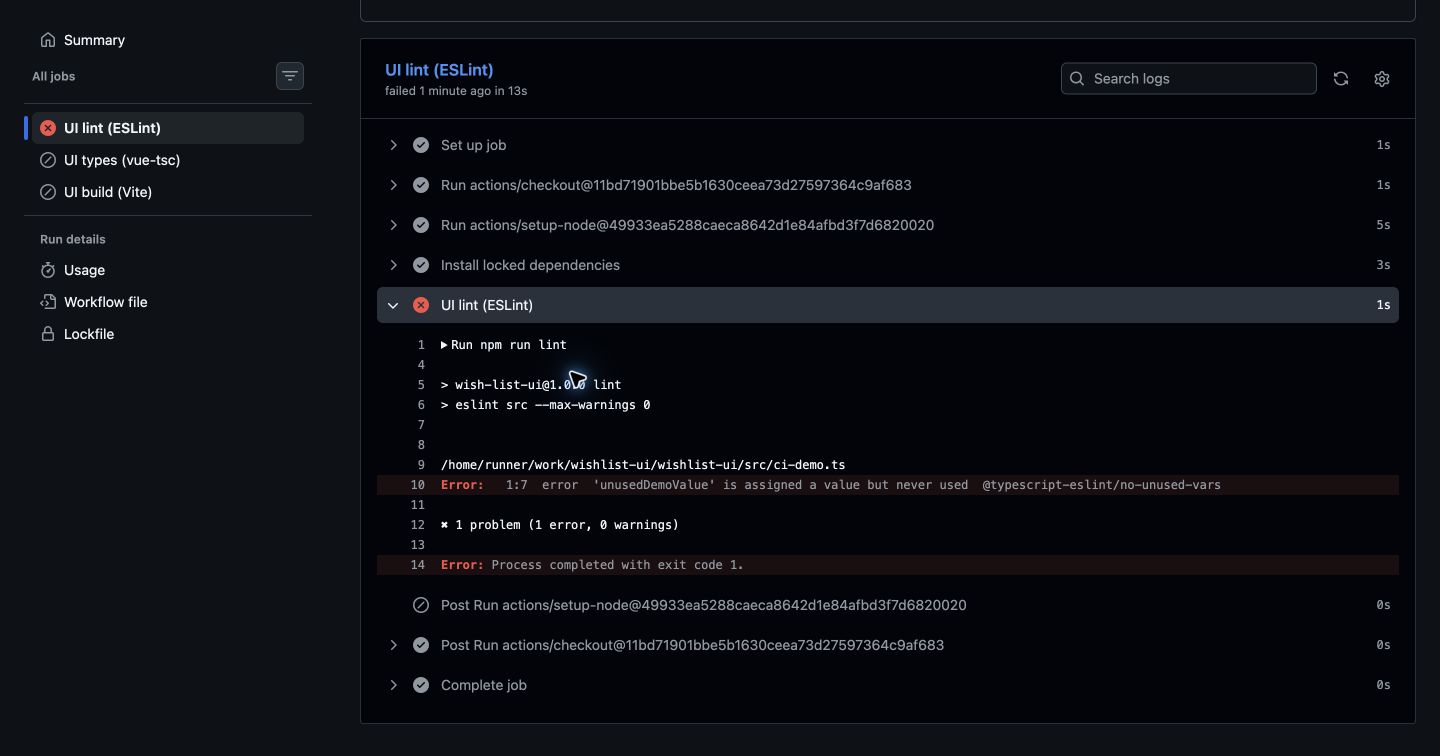 Summary
All jobs
UI lint (ESLint)
UI types (vue-tsc)
UI build (Vite)
Run details
Usage
Workflow file
Lockfile
UI lint (ESLint)
failed 1 minute ago in 13s
Search logs
Set up job 1s
Run actions/checkout@11bd71901bbe5b1630ceea73d27597364c9af683 1s
Run actions/setup-node@49933ea5288caeca8642d1e84afbd3f7d6820020 5s
Install locked dependencies 3s
UI lint (ESLint) 1s
1 Run npm run lint
4
5 > wish-list-ui@1.0.0 lint
6 > eslint src --max-warnings 0
7
8
9 /home/runner/work/wishlist-ui/wishlist-ui/src/ci-demo.ts
10 Error: 1:7 error 'unusedDemoValue' is assigned a value but never used @typescript-eslint/no-unused-vars
11
12 ✖ 1 problem (1 error, 0 warnings)
13
14 Error: Process completed with exit code 1.
Post Run actions/setup-node@49933ea5288caeca8642d1e84afbd3f7d6820020 0s
Post Run actions/checkout@11bd71901bbe5b1630ceea73d27597364c9af683 0s
Complete job 0s